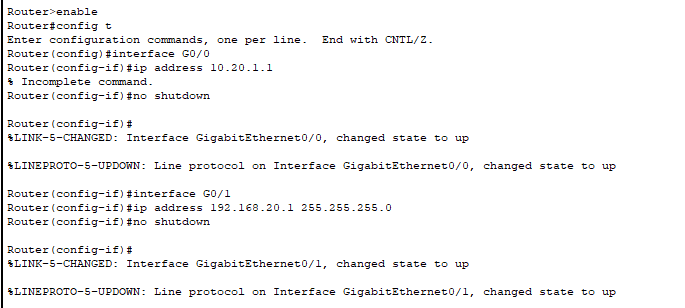 Router>enable
Router#config t
Enter configuration commands, one per line.  End with CNTL/Z.
Router(config)#interface G0/0
Router(config-if)#ip address 10.20.1.1
% Incomplete command.
Router(config-if)#no shutdown
Router(config-if)#
%LINK-5-CHANGED: Interface GigabitEthernet0/0, changed state to up
%LINEPROTO-5-UPDOWN: Line protocol on Interface GigabitEthernet0/0, changed state to up
Router(config-if)#interface G0/1
Router(config-if)#ip address 192.168.20.1 255.255.255.0
Router(config-if)#no shutdown
Router(config-if)#
%LINK-5-CHANGED: Interface GigabitEthernet0/1, changed state to up
%LINEPROTO-5-UPDOWN: Line protocol on Interface GigabitEthernet0/1, changed state to up